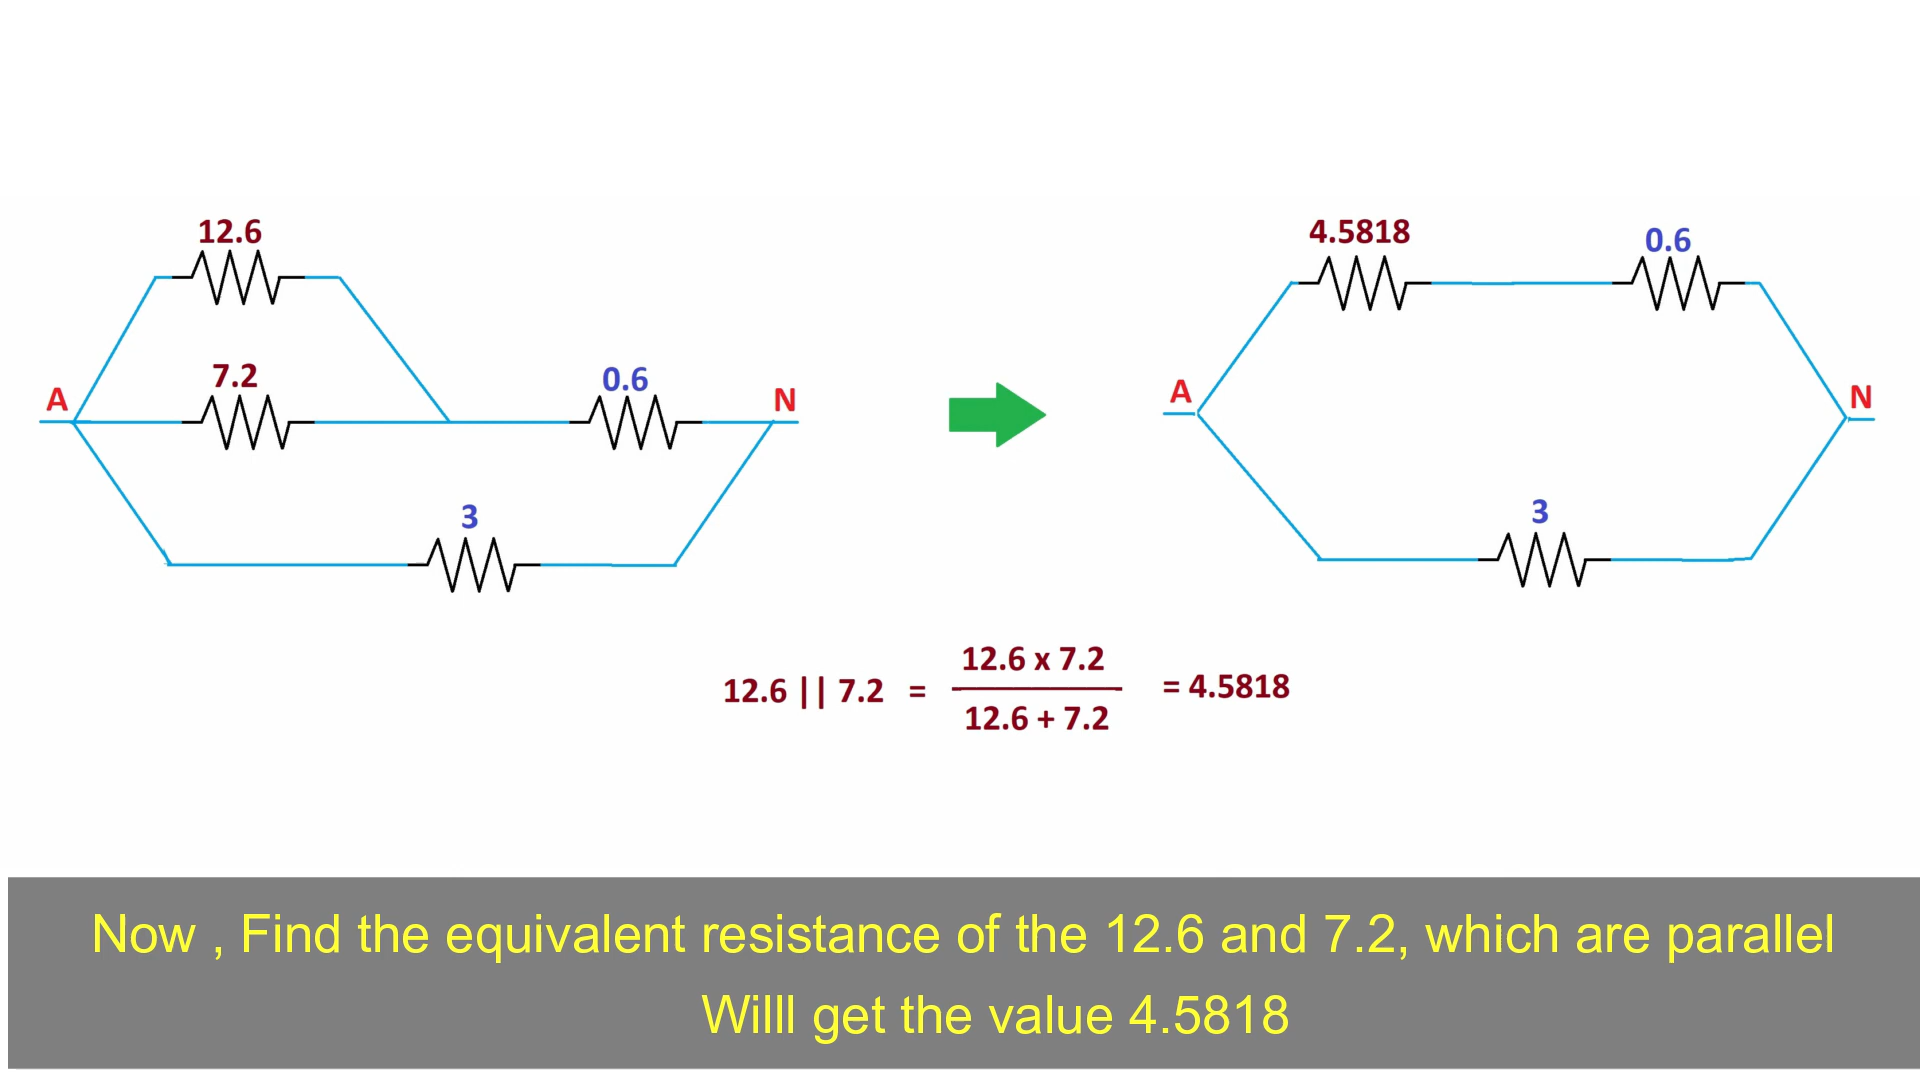 12.6
7.2
A
0.6
N
3
4.5818
0.6
A
N
3
12.6 || 7.2 = 12.6 x 7.2 = 4.5818
12.6 + 7.2
Now , Find the equivalent resistance of the 12.6 and 7.2, which are parallel
Willl get the value 4.5818